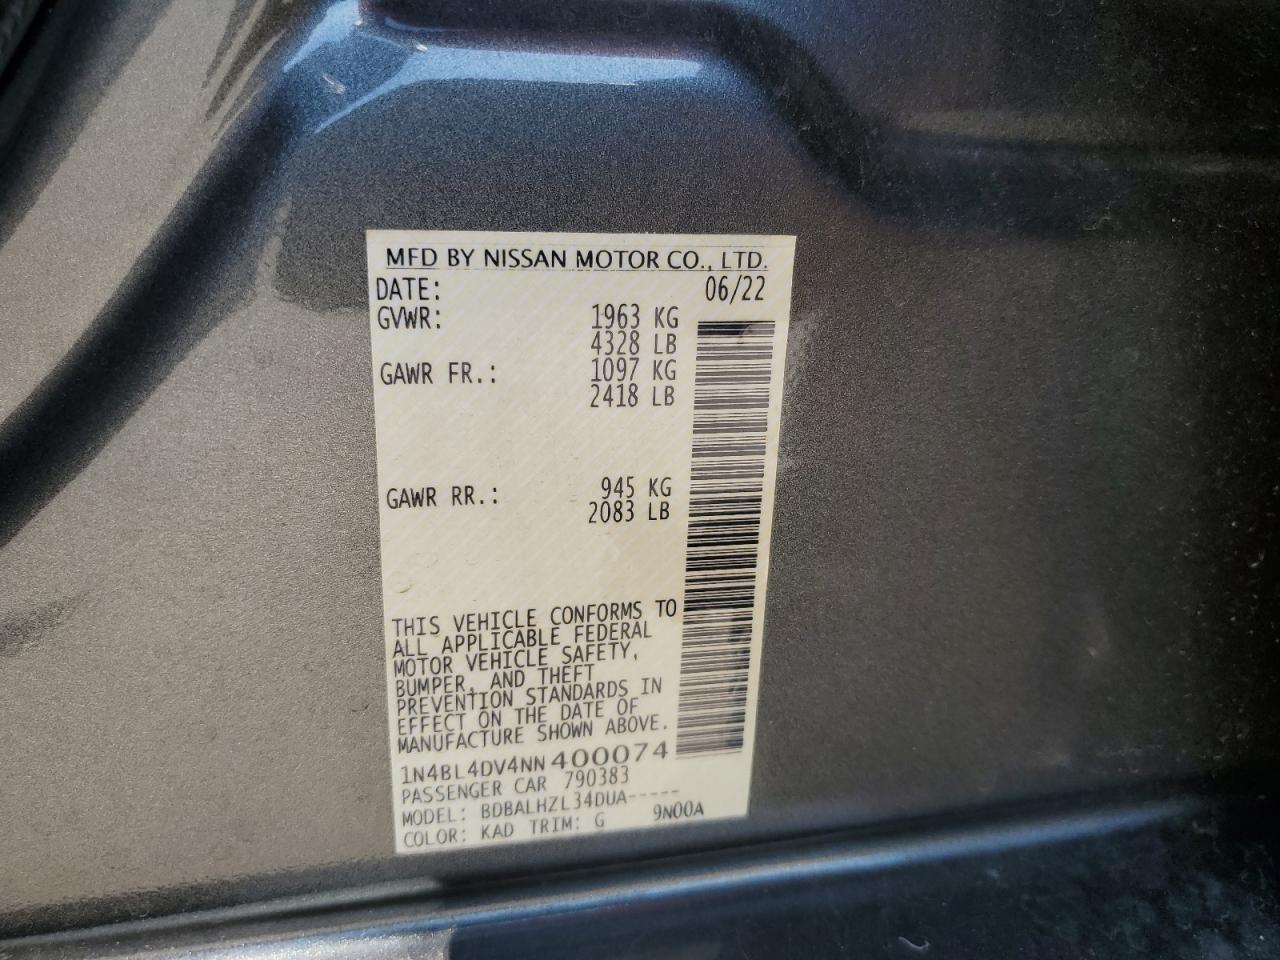 MFD BY NISSAN MOTOR CO., LTD.
DATE: 06/22
GVWR: 1963 KG
4328 LB
GAWR FR.: 1097 KG
2418 LB
GAWR RR.: 945 KG
2083 LB
THIS VEHICLE CONFORMS TO
ALL APPLICABLE FEDERAL
MOTOR VEHICLE SAFETY,
BUMPER, AND THEFT
PREVENTION STANDARDS IN
EFFECT ON THE DATE OF
MANUFACTURE SHOWN ABOVE.
1N4BL4DV4NN400074
PASSENGER CAR 790383
MODEL: BDBALHZL34DUA-----
COLOR: KAD TRIM: G 9N00A